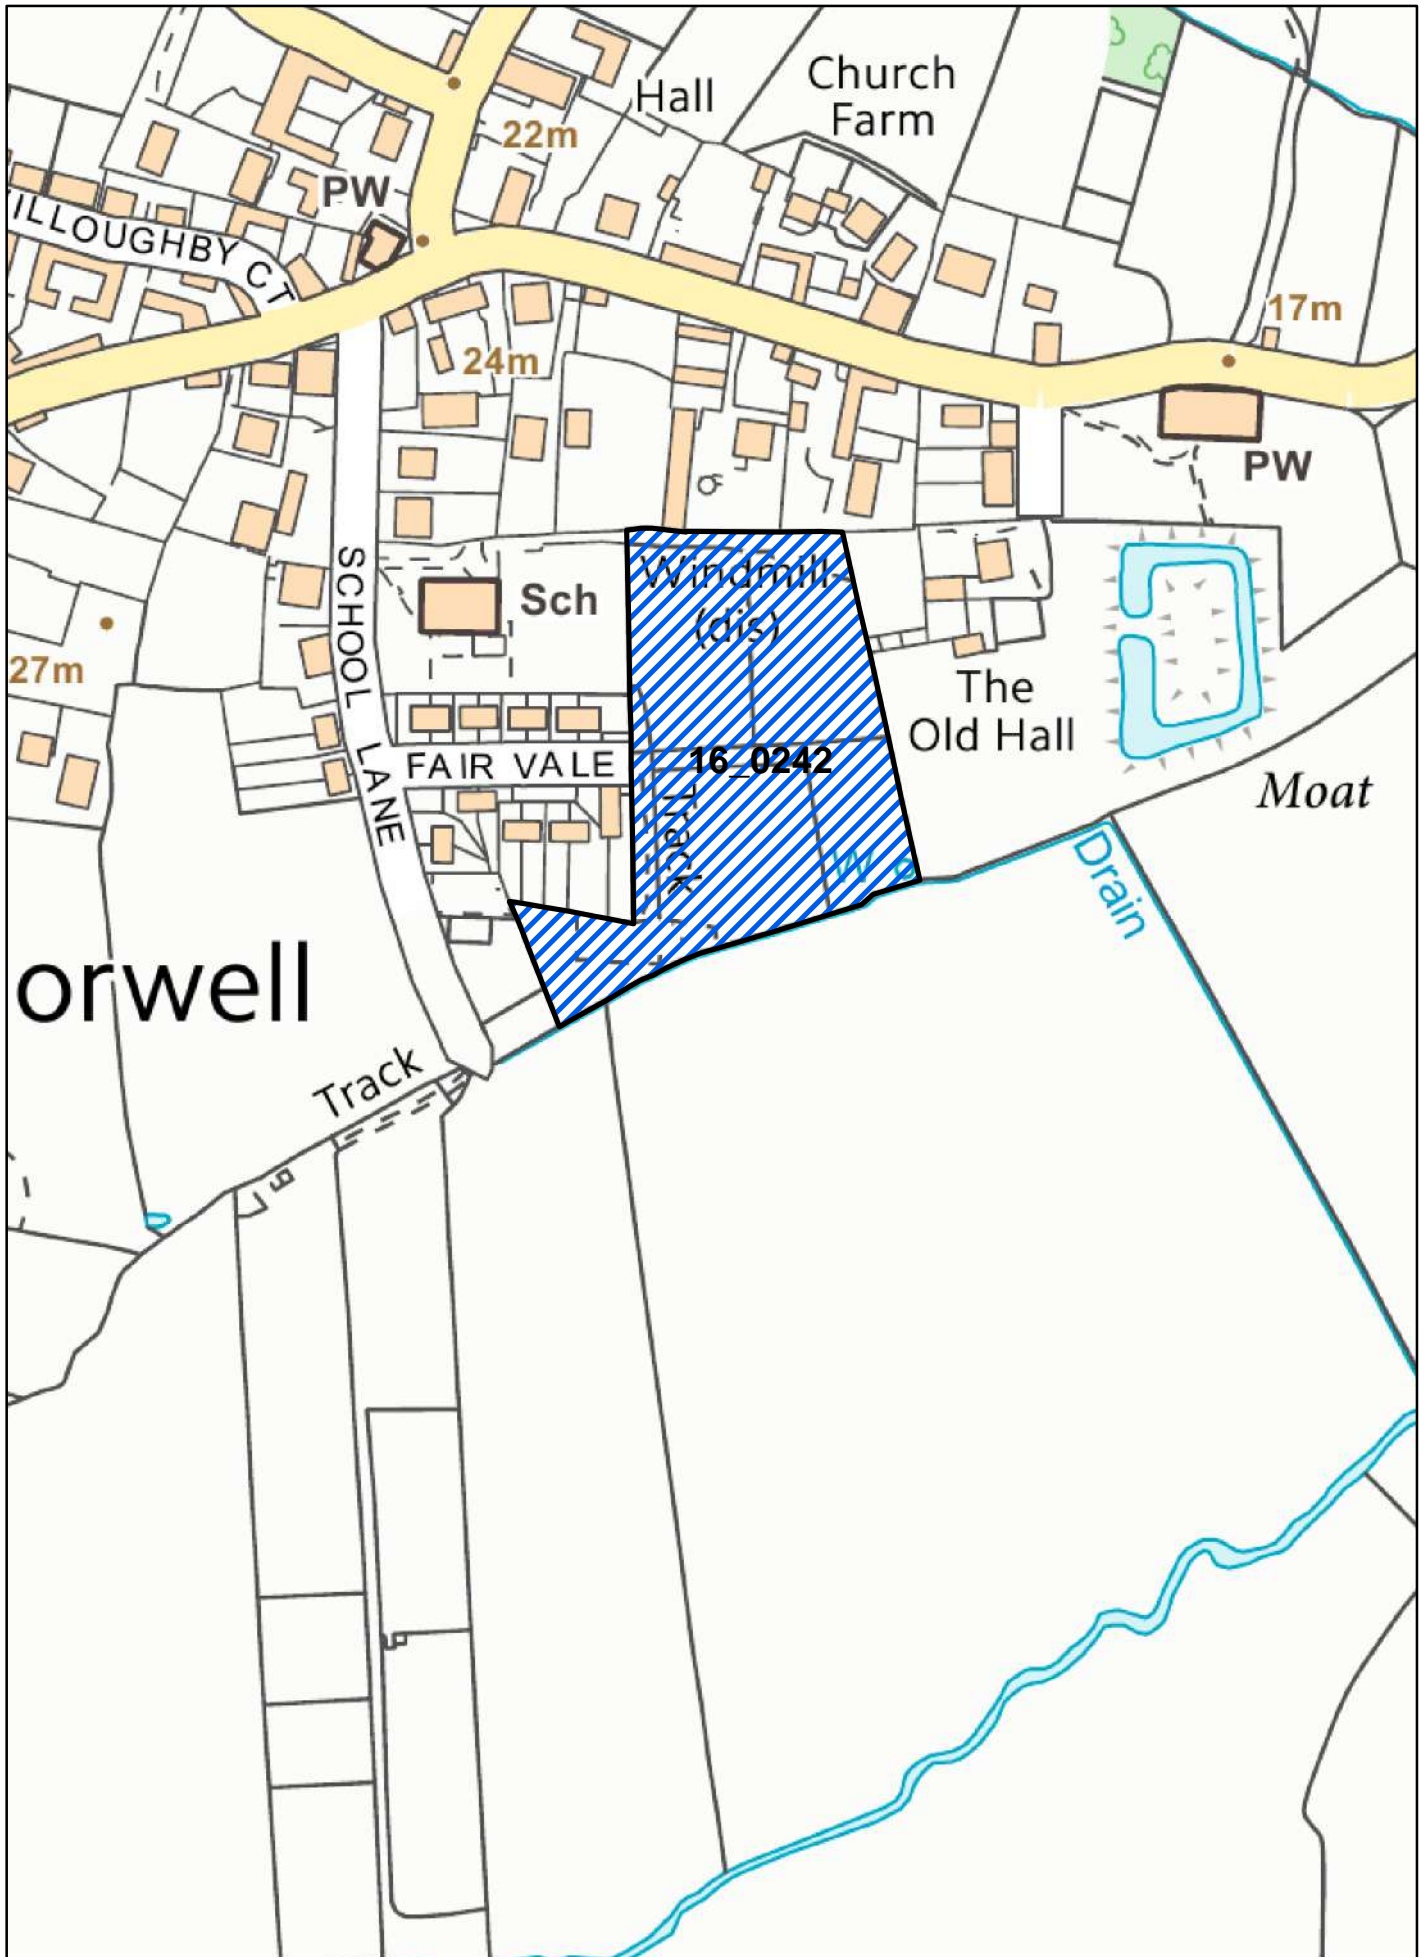 Hall
Church
Farm
22m
PW
ILLOUGHBY CT
17m
24m
PW
SCHOOL LANE
Sch
Windmill
(dis)
27m
The
Old Hall
FAIR VALE
16_0242
Moat
Track
W o
Drain
orwell
Track